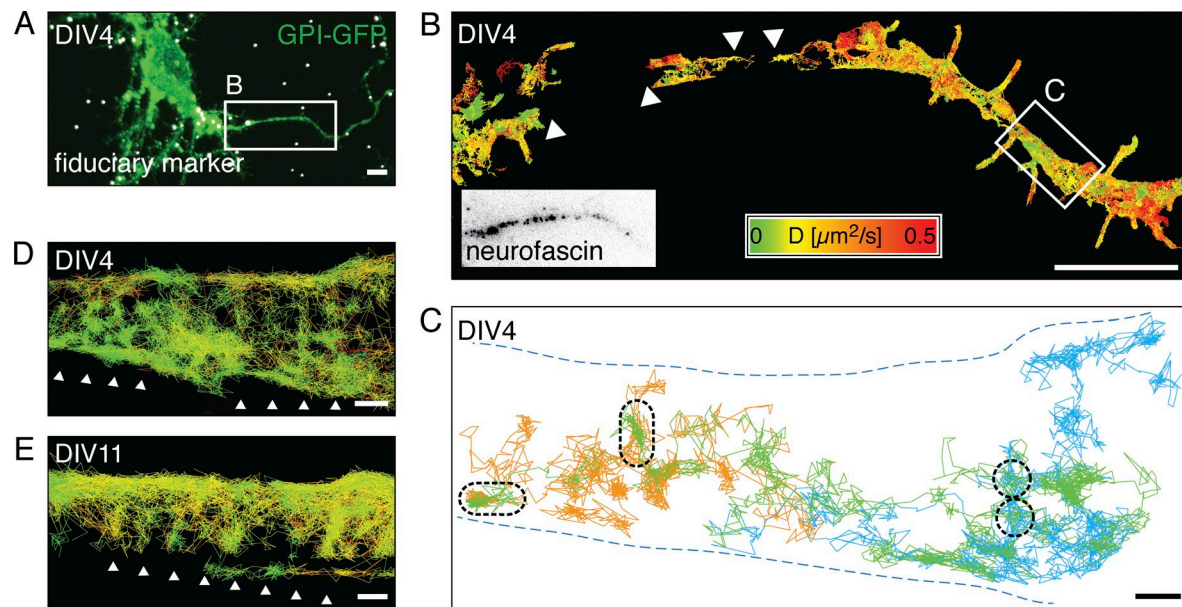 A
DIV4
GPI-GFP
B
fiduciary marker
B
DIV4
C
neurofascin
0 D [μm²/s] 0.5
D
DIV4
C
DIV4
E
DIV11